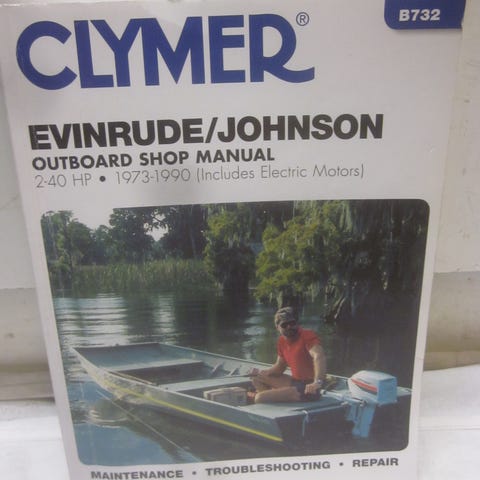 B732
CLYMER®
EVINRUDE/JOHNSON
OUTBOARD SHOP MANUAL
2-40 HP • 1973-1990 (Includes Electric Motors)
MAINTENANCE • TROUBLESHOOTING • REPAIR